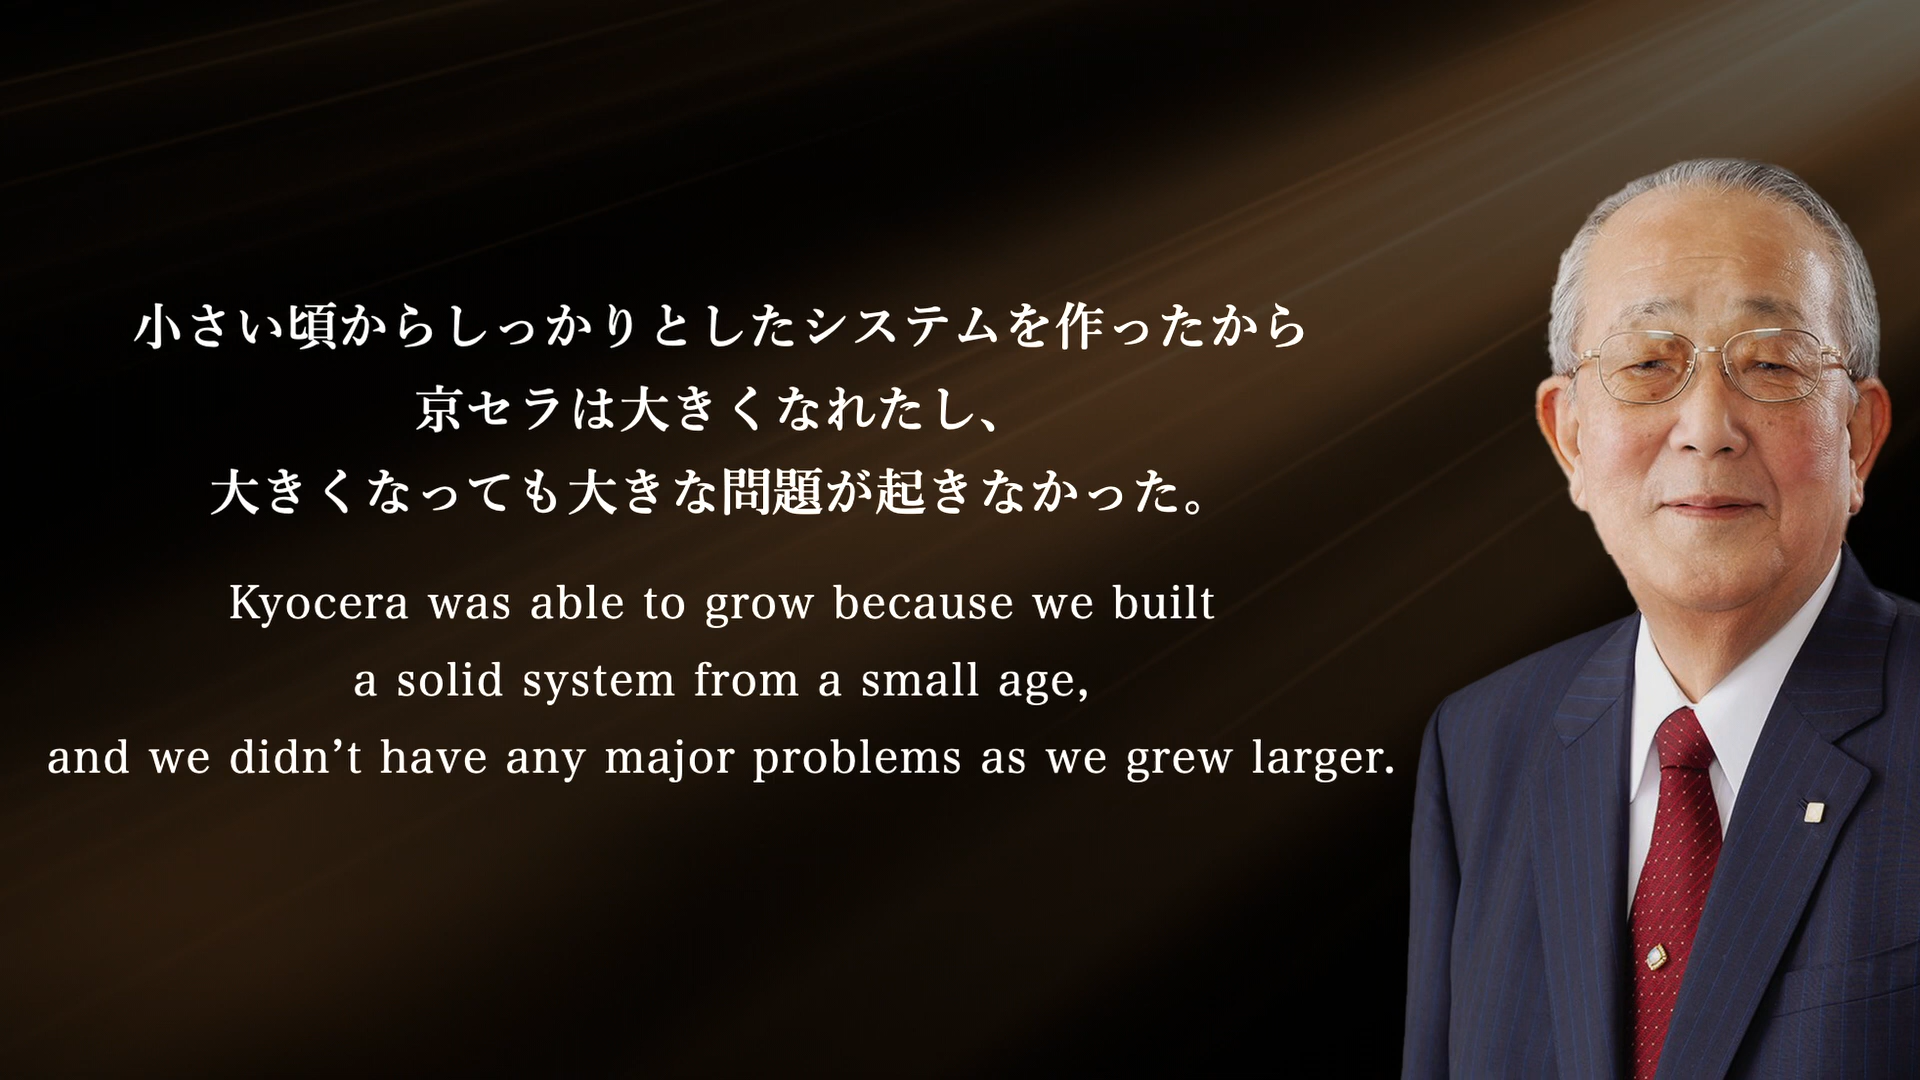 小さい頃からしっかりとしたシステムを作ったから
京セラは大きくなれたし、
大きくなっても大きな問題が起きなかった。
Kyocera was able to grow because we built
a solid system from a small age,
and we didn’t have any major problems as we grew larger.